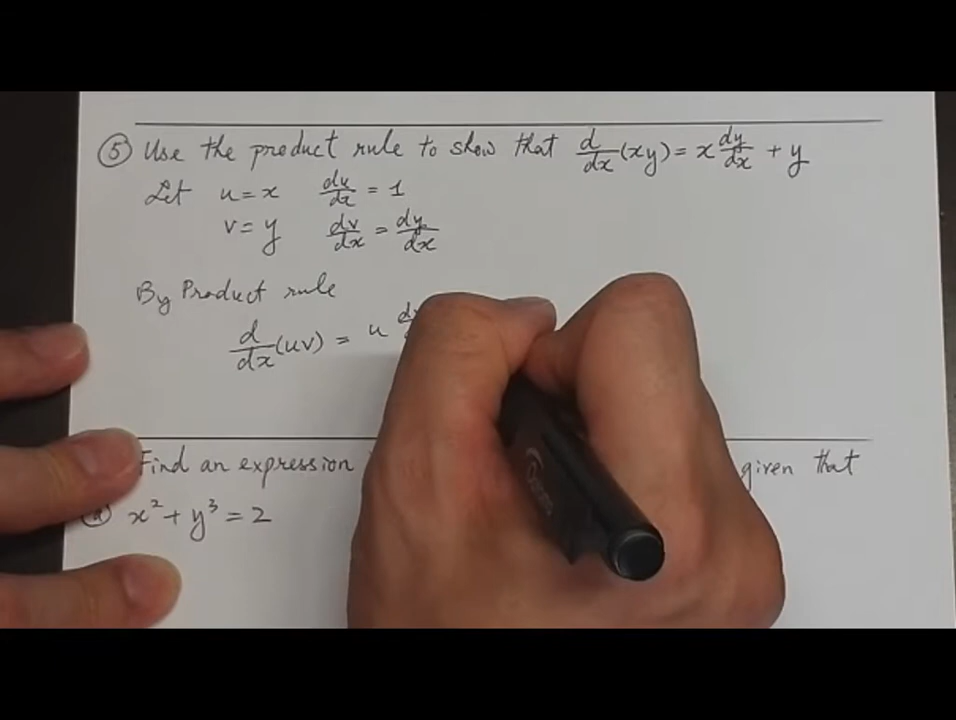 ⑤ Use the product rule to show that d/dx (xy) = x dy/dx + y
Let u = x du/dx = 1
v = y dv/dx = dy/dx
By Product rule
d/dx (uv) = u
Find an expression given that
x² + y³ = 2